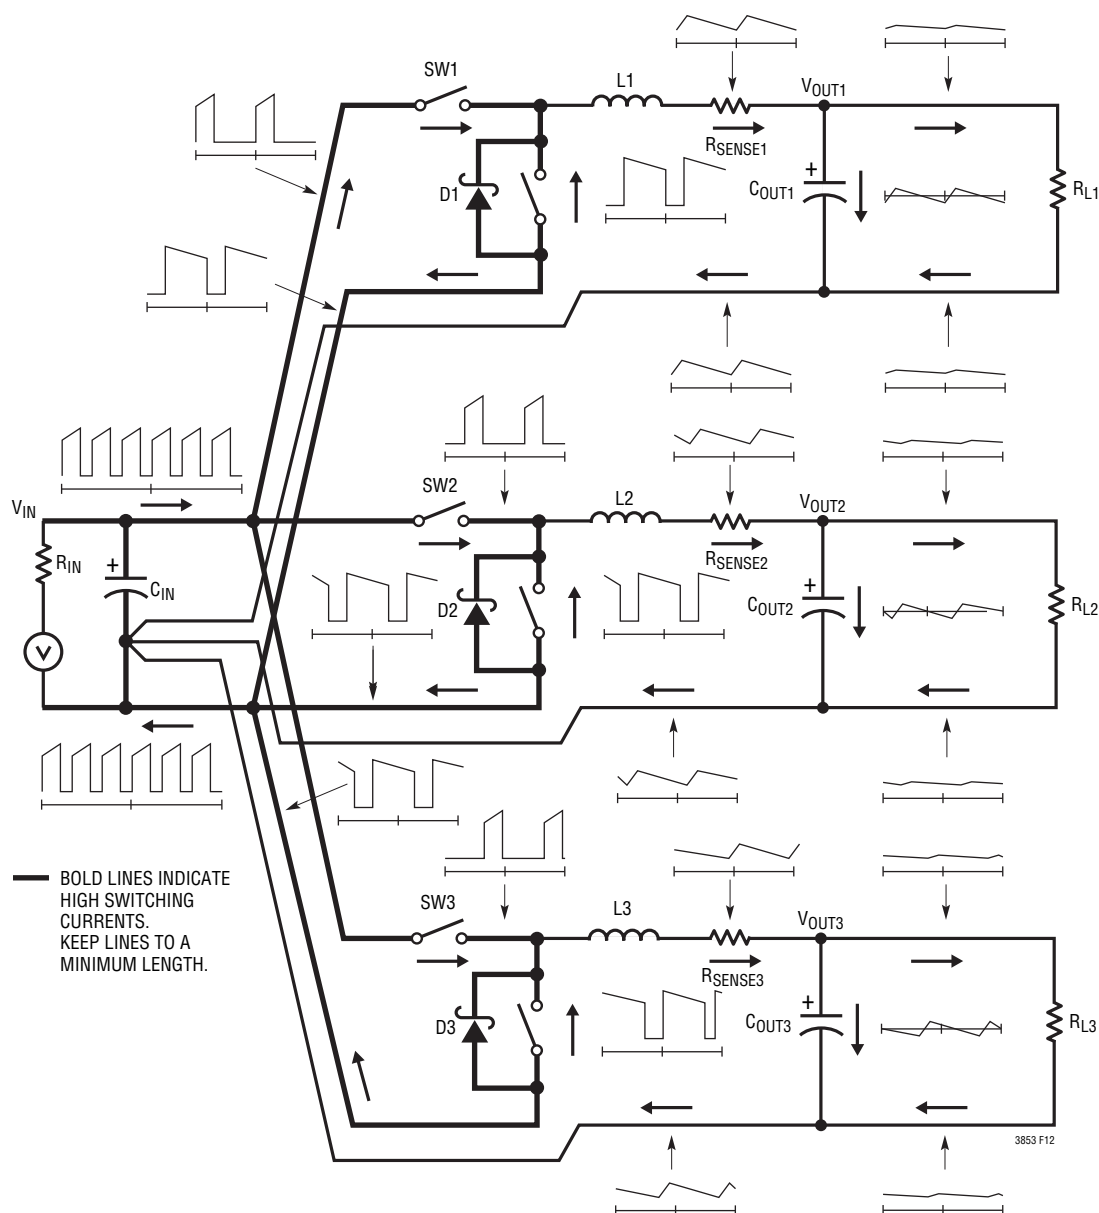 SW1
L1
VOUT1
RSENSE1
D1
COUT1
RL1
SW2
L2
VOUT2
VIN
RIN
CIN
RSENSE2
D2
COUT2
RL2
V
BOLD LINES INDICATE
HIGH SWITCHING
CURRENTS.
KEEP LINES TO A
MINIMUM LENGTH.
SW3
L3
VOUT3
RSENSE3
D3
COUT3
RL3
3853 F12
+
+
+
+